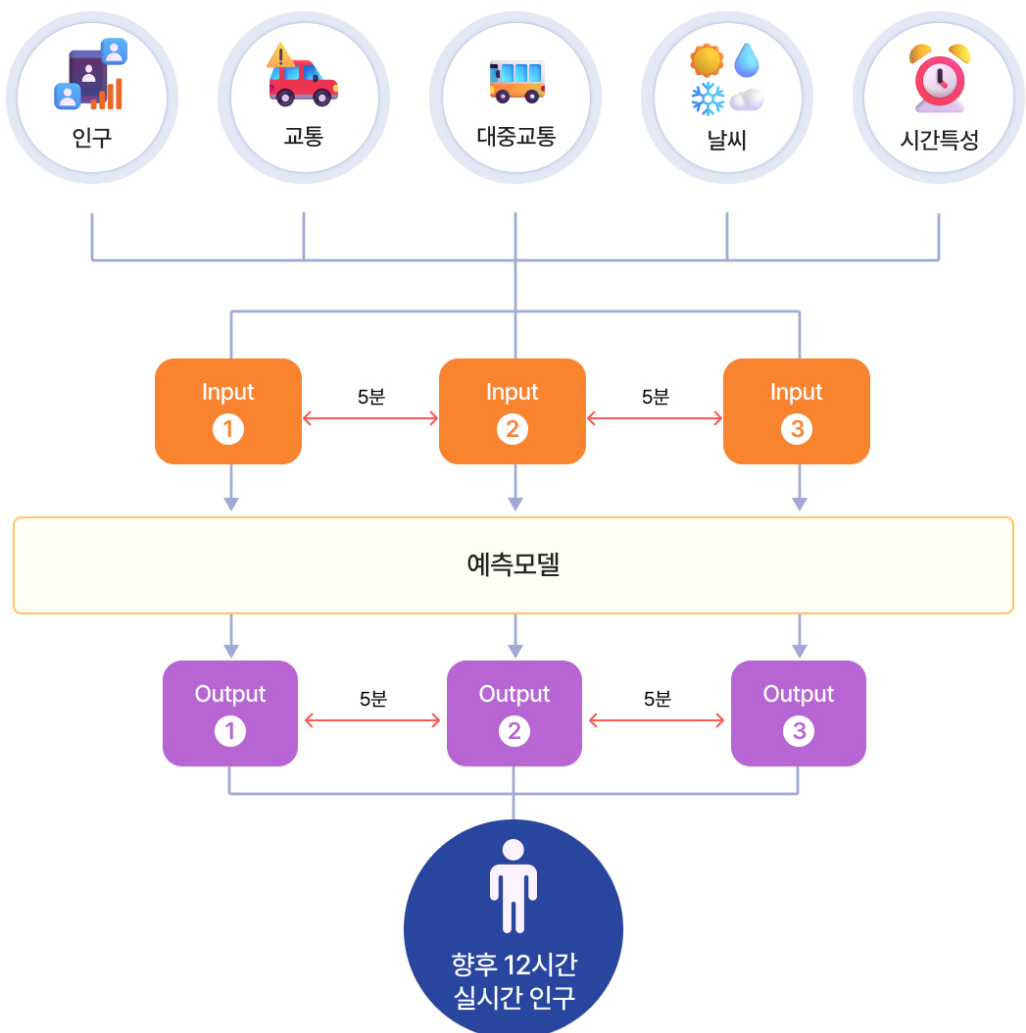 인구
교통
대중교통
날씨
시간특성
Input
1
5분
Input
2
5분
Input
3
예측모델
Output
1
5분
Output
2
5분
Output
3
향후 12시간
실시간 인구